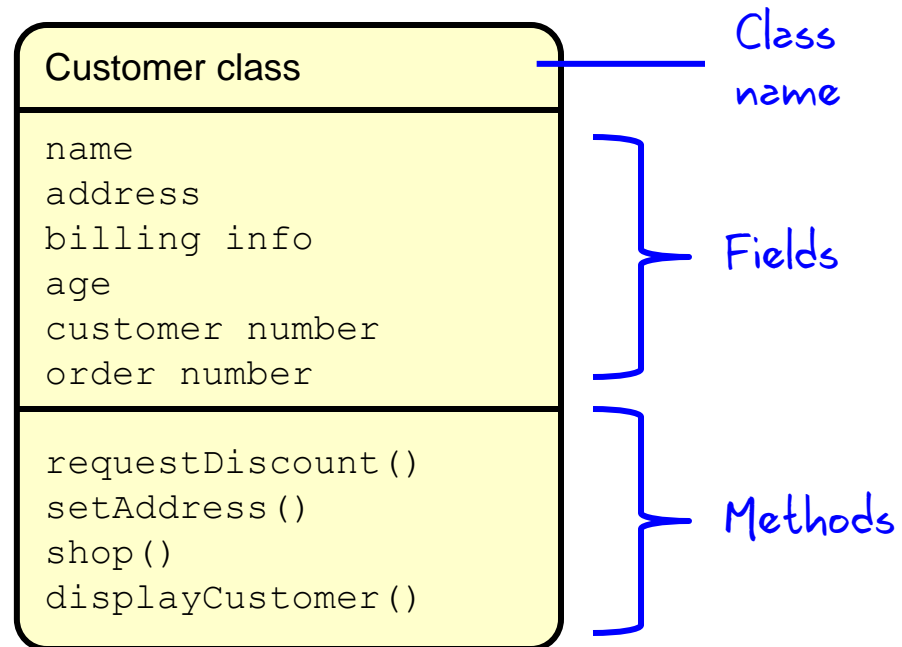 Customer class
Class
name
name
address
billing info
age
customer number
order number
Fields
requestDiscount()
setAddress()
shop()
displayCustomer()
Methods